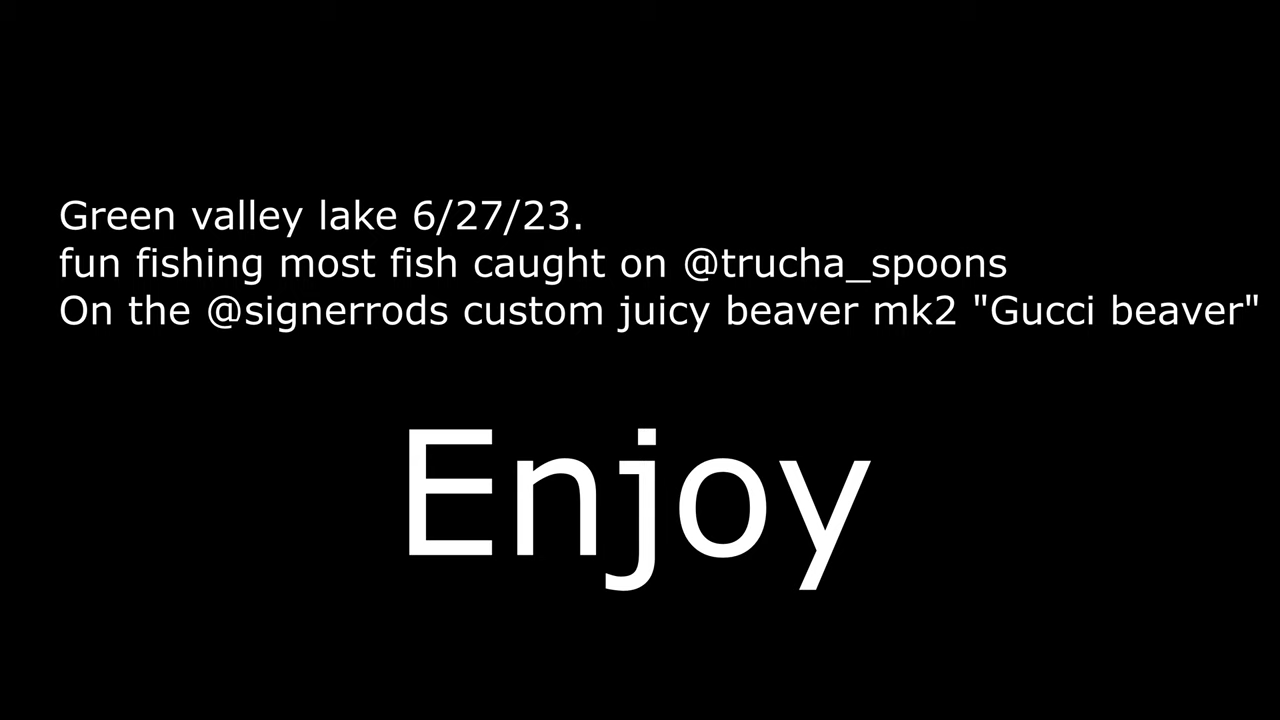 Green valley lake 6/27/23.
fun fishing most fish caught on @trucha_spoons
On the @signerrods custom juicy beaver mk2 "Gucci beaver"
Enjoy